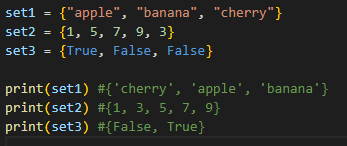 set1 = {"apple", "banana", "cherry"}
set2 = {1, 5, 7, 9, 3}
set3 = {True, False, False}
print(set1) #{'cherry', 'apple', 'banana'}
print(set2) #{1, 3, 5, 7, 9}
print(set3) #{False, True}